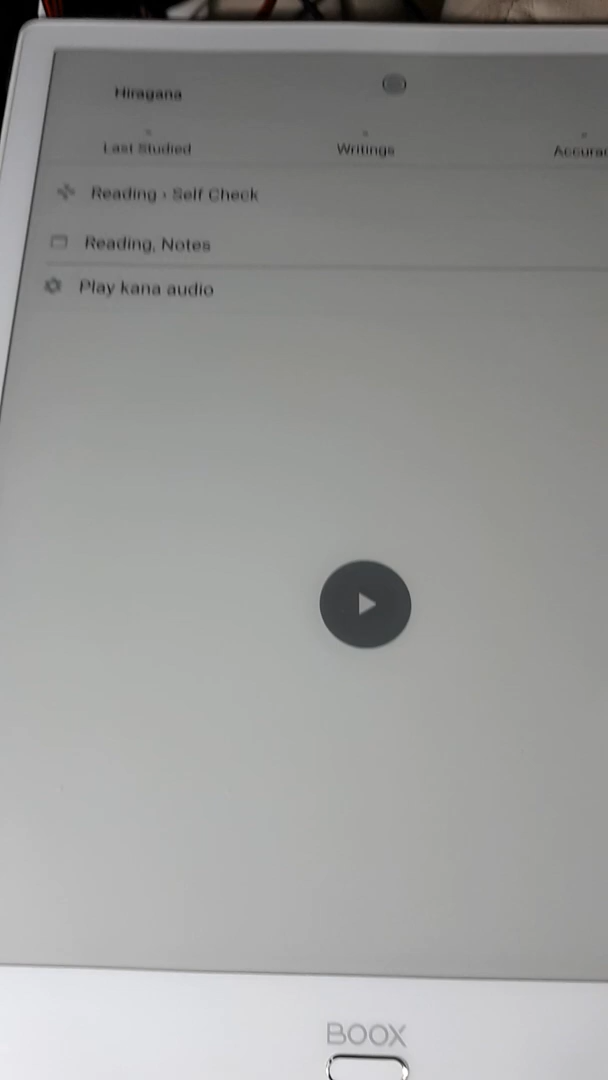 Hiragana
Last Studied Writings
Reading › Self Check
Reading, Notes
Play kana audio
BOOX